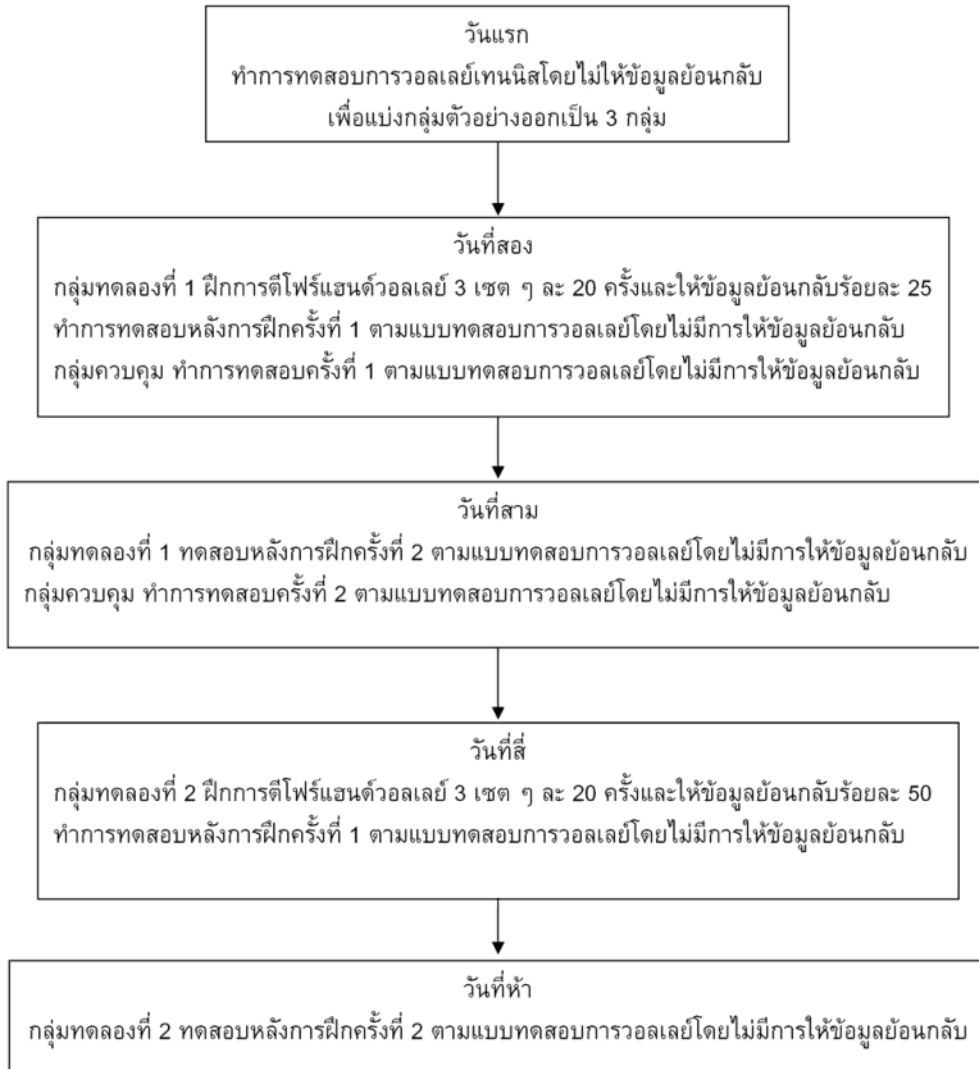 วันแรก
ทำการทดสอบการวอลเลย์เทนนิสโดยไม่ให้ข้อมูลย้อนกลับ
เพื่อแบ่งกลุ่มตัวอย่างออกเป็น 3 กลุ่ม
วันที่สอง
กลุ่มทดลองที่ 1 ฝึกการตีโฟร์แฮนด์วอลเลย์ 3 เซต ๆ ละ 20 ครั้งและให้ข้อมูลย้อนกลับร้อยละ 25
ทำการทดสอบหลังการฝึกครั้งที่ 1 ตามแบบทดสอบการวอลเลย์โดยไม่มีการให้ข้อมูลย้อนกลับ
กลุ่มควบคุม ทำการทดสอบครั้งที่ 1 ตามแบบทดสอบการวอลเลย์โดยไม่มีการให้ข้อมูลย้อนกลับ
วันที่สาม
กลุ่มทดลองที่ 1 ทดสอบหลังการฝึกครั้งที่ 2 ตามแบบทดสอบการวอลเลย์โดยไม่มีการให้ข้อมูลย้อนกลับ
กลุ่มควบคุม ทำการทดสอบครั้งที่ 2 ตามแบบทดสอบการวอลเลย์โดยไม่มีการให้ข้อมูลย้อนกลับ
วันที่สี่
กลุ่มทดลองที่ 2 ฝึกการตีโฟร์แฮนด์วอลเลย์ 3 เซต ๆ ละ 20 ครั้งและให้ข้อมูลย้อนกลับร้อยละ 50
ทำการทดสอบหลังการฝึกครั้งที่ 1 ตามแบบทดสอบการวอลเลย์โดยไม่มีการให้ข้อมูลย้อนกลับ
วันที่ห้า
กลุ่มทดลองที่ 2 ทดสอบหลังการฝึกครั้งที่ 2 ตามแบบทดสอบการวอลเลย์โดยไม่มีการให้ข้อมูลย้อนกลับ